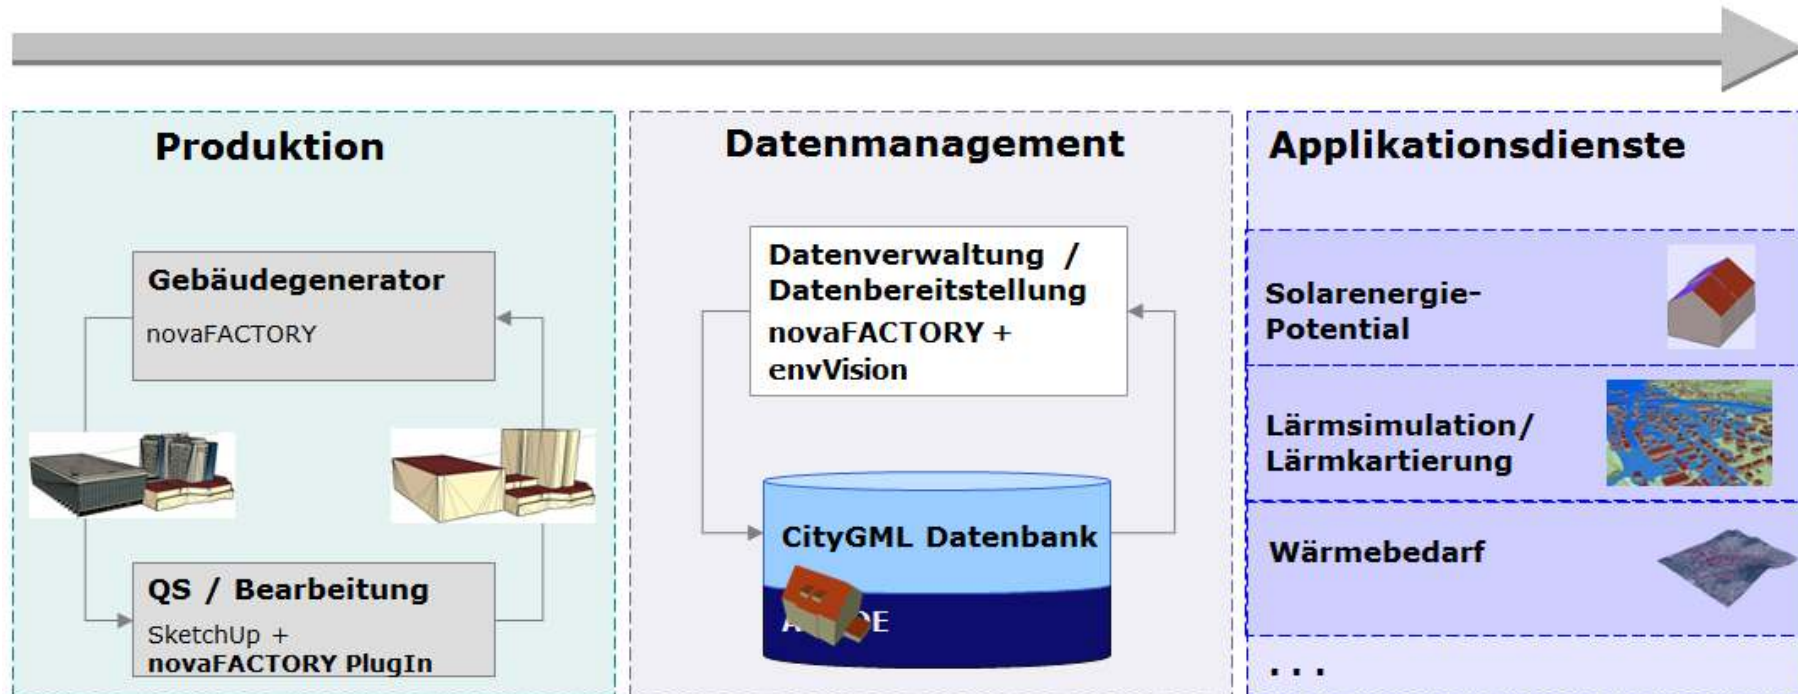 Produktion
Gebäudegenerator
novaFACTORY
QS / Bearbeitung
SketchUp +
novaFACTORY PlugIn
Datenmanagement
Datenverwaltung /
Datenbereitstellung
novaFACTORY +
envVision
CityGML Datenbank
Applikationsdienste
Solarenergie-
Potential
Lärmsimulation/
Lärmkartierung
Wärmebedarf
. . .